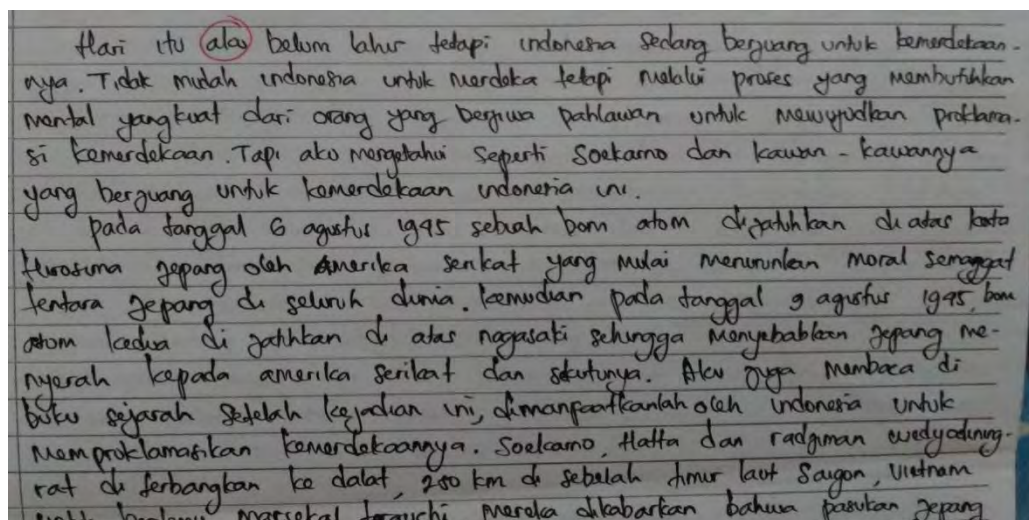 Hari itu aku belum lahir tetapi indonesia sedang berjuang untuk kemerdekaan-
nya. Tidak mudah indonesia untuk merdeka tetapi melalui proses yang membutuhkan
mental yang kuat dari orang yang berjiwa pahlawan untuk mewujudkan proklama-
si kemerdekaan. Tapi aku mengetahui seperti Soekarno dan kawan-kawannya
yang berjuang untuk kemerdekaan indonesia ini.
pada tanggal 6 agustus 1945 sebuah bom atom dijatuhkan di atas kota
Hirosima jepang oleh Amerika serikat yang mulai menurunkan moral semangat
tentara jepang di seluruh dunia. kemudian pada tanggal 9 agustus 1945, bom
atom kedua di jatuhkan di atas nagasaki sehingga menyebabkan jepang me-
nyerah kepada amerika serikat dan sekutunya. Aku juga membaca di
buku sejarah setelah kejadian ini, dimanfaatkanlah oleh indonesia untuk
memproklamasikan kemerdekaannya. Soekarno, Hatta dan radjiman wedyodining-
rat di terbangkan ke dalat, 250 km di sebelah timur laut Saigon, Vietnam
marsekal terauchi mereka dikabarkan bahwa pasukan jepang